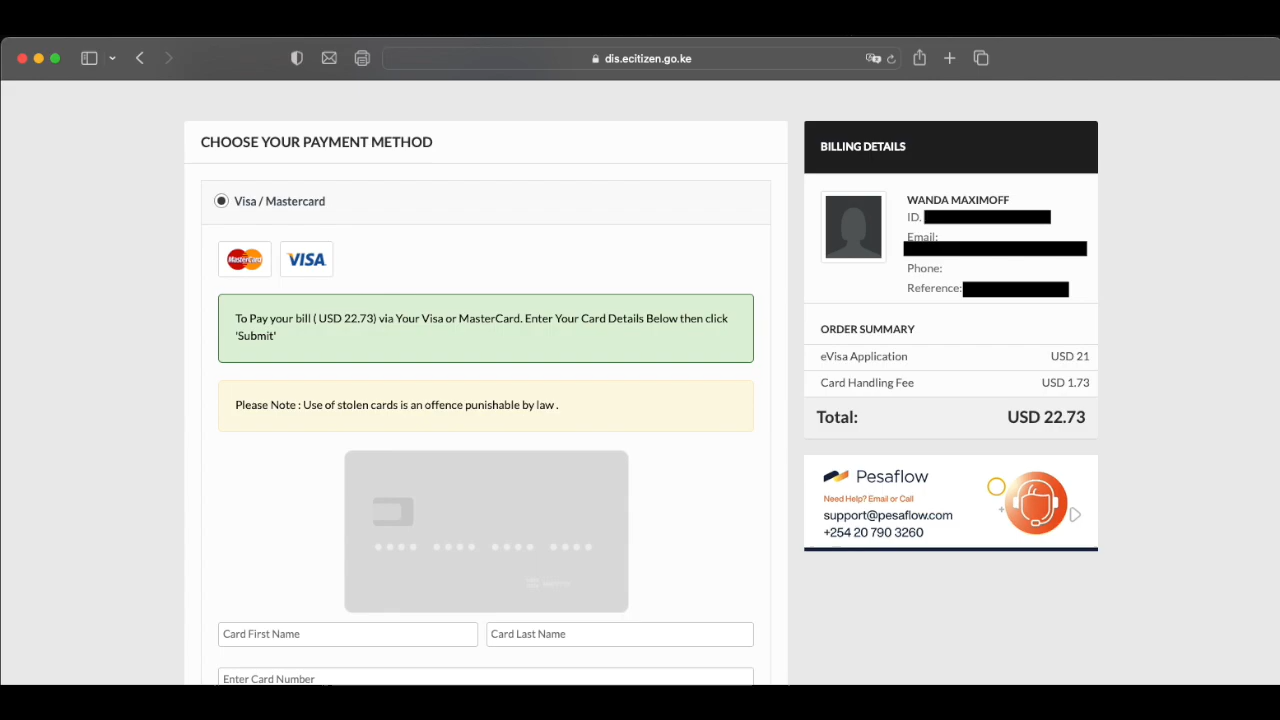 dis.ecitizen.go.ke
CHOOSE YOUR PAYMENT METHOD
Visa / Mastercard
MasterCard
VISA
To Pay your bill ( USD 22.73) via Your Visa or MasterCard. Enter Your Card Details Below then click
'Submit'
Please Note : Use of stolen cards is an offence punishable by law .
Card First Name
Card Last Name
Enter Card Number
BILLING DETAILS
WANDA MAXIMOFF
ID.
Email:
Phone:
Reference:
ORDER SUMMARY
eVisa Application USD 21
Card Handling Fee USD 1.73
Total: USD 22.73
Pesaflow
Need Help? Email or Call
support@pesaflow.com
+254 20 790 3260